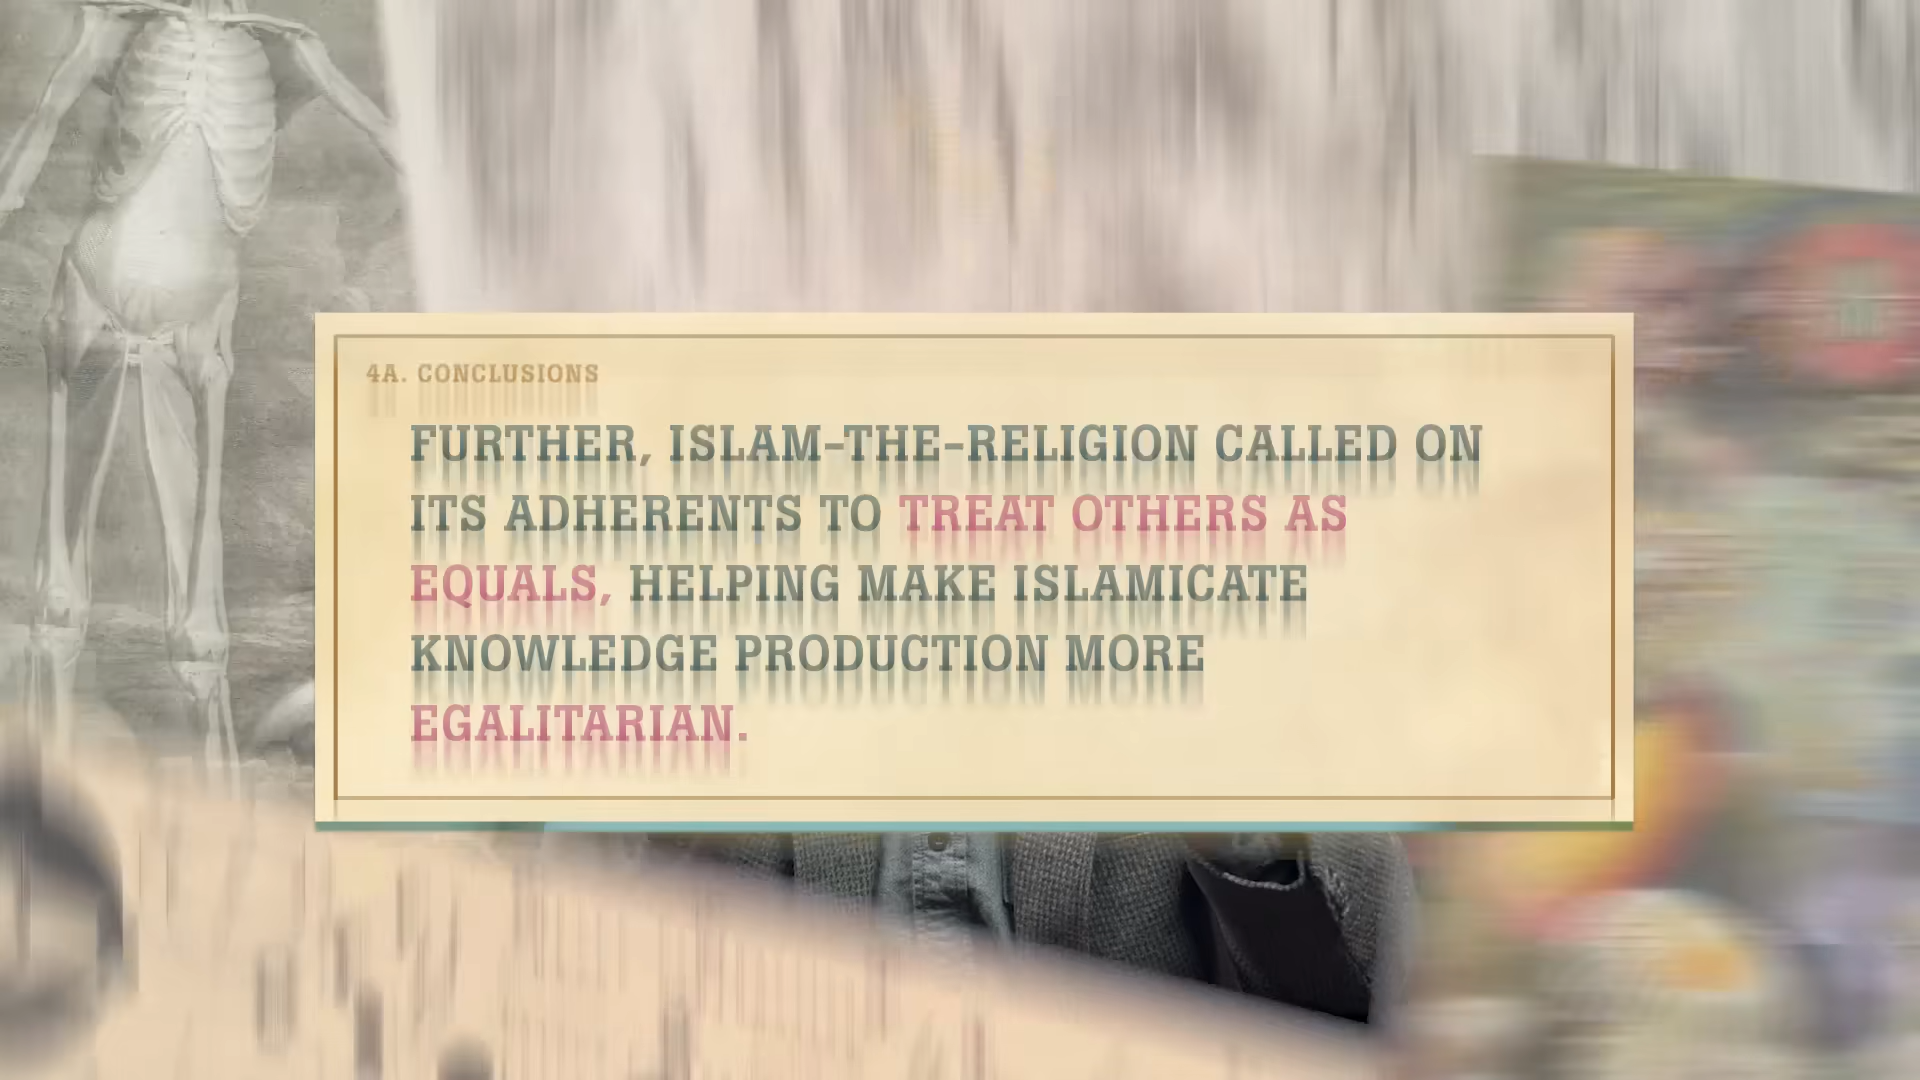 4A. CONCLUSIONS
FURTHER, ISLAM-THE-RELIGION CALLED ON
ITS ADHERENTS TO TREAT OTHERS AS
EQUALS, HELPING MAKE ISLAMICATE
KNOWLEDGE PRODUCTION MORE
EGALITARIAN.